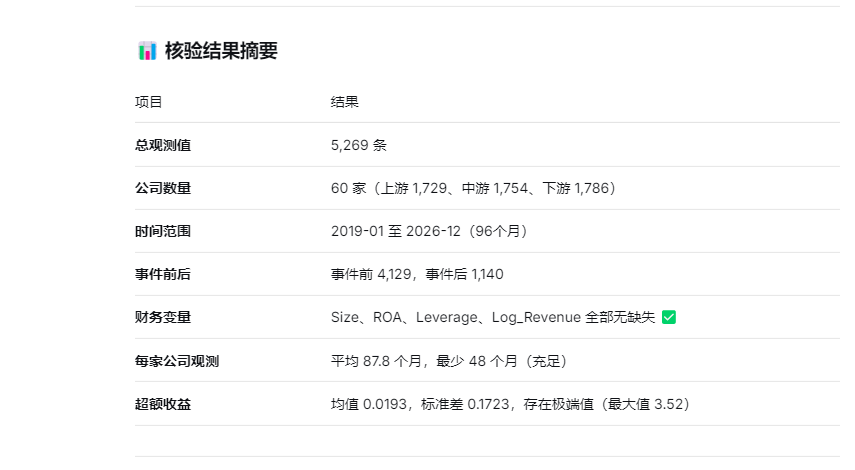 核验结果摘要
项目 结果
总观测值 5,269 条
公司数量 60 家（上游 1,729、中游 1,754、下游 1,786）
时间范围 2019-01 至 2026-12（96个月）
事件前后 事件前 4,129，事件后 1,140
财务变量 Size、ROA、Leverage、Log_Revenue 全部无缺失 ✅
每家公司观测 平均 87.8 个月，最少 48 个月（充足）
超额收益 均值 0.0193，标准差 0.1723，存在极端值（最大值 3.52）